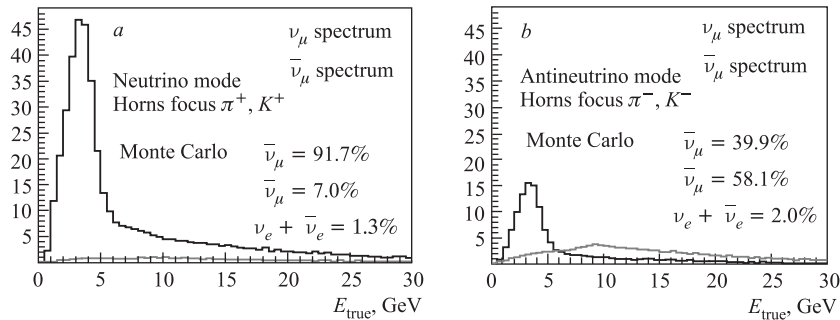 a
ν_μ spectrum
ν̅_μ spectrum
Neutrino mode
Horns focus π⁺, K⁺
Monte Carlo
ν̅_μ = 91.7%
ν̅_μ = 7.0%
ν_e + ν̅_e = 1.3%
45
40
35
30
25
20
15
10
5
0 5 10 15 20 25 30
E_true, GeV
b
ν_μ spectrum
ν̅_μ spectrum
Antineutrino mode
Horns focus π⁻, K⁻
Monte Carlo
ν̅_μ = 39.9%
ν̅_μ = 58.1%
ν_e + ν̅_e = 2.0%
45
40
35
30
25
20
15
10
5
0 5 10 15 20 25 30
E_true, GeV